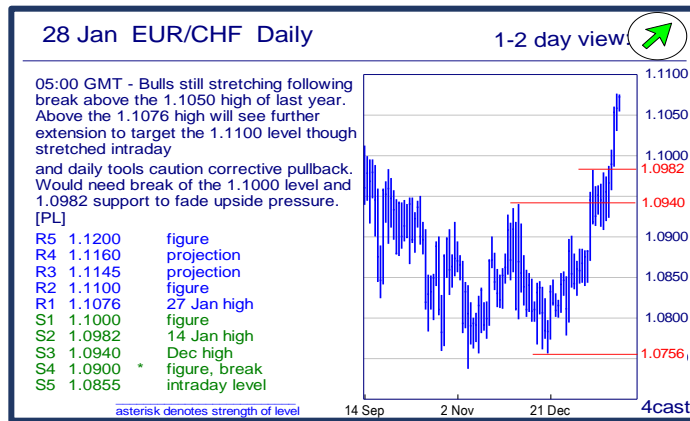 28 Jan EUR/CHF Daily
1-2 day view:
05:00 GMT - Bulls still stretching following
break above the 1.1050 high of last year.
Above the 1.1076 high will see further
extension to target the 1.1100 level though
stretched intraday
and daily tools caution corrective pullback.
Would need break of the 1.1000 level and
1.0982 support to fade upside pressure.
[PL]
R5 1.1200 figure
R4 1.1160 projection
R3 1.1145 projection
R2 1.1100 figure
R1 1.1076 27 Jan high
S1 1.1000 figure
S2 1.0982 14 Jan high
S3 1.0940 Dec high
S4 1.0900 * figure, break
S5 1.0855 intraday level
asterisk denotes strength of level
1.1100
1.1050
1.1000
1.0982
1.0940
1.0900
1.0850
1.0800
1.0756
14 Sep 2 Nov 21 Dec
4cast